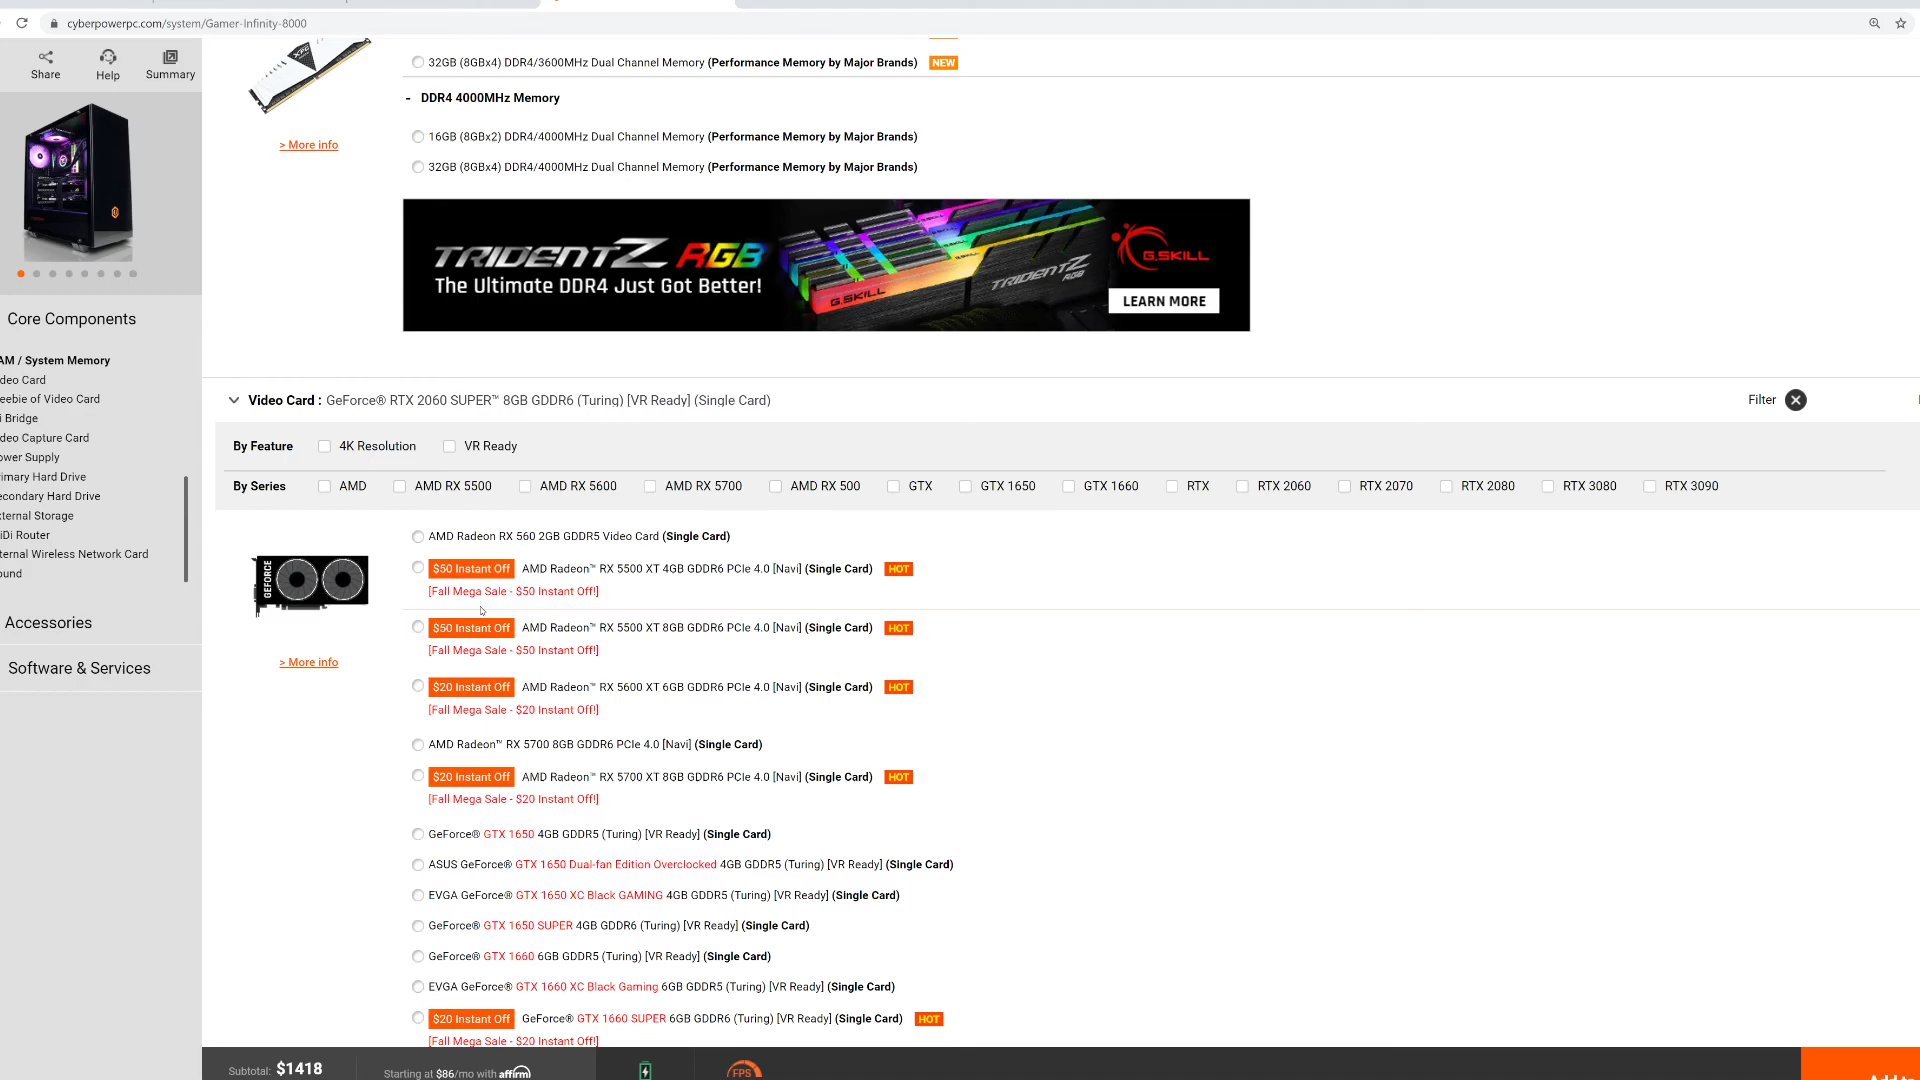 cyberpowerpc.com/system/Gamer-Infinity-8000
Share
Help
Summary
Core Components
AM / System Memory
deo Card
eebie of Video Card
i Bridge
deo Capture Card
ower Supply
imary Hard Drive
econdary Hard Drive
ternal Storage
iDi Router
ternal Wireless Network Card
ound
Accessories
Software & Services
XPG
> More info
32GB (8GBx4) DDR4/3600MHz Dual Channel Memory (Performance Memory by Major Brands) NEW
- DDR4 4000MHz Memory
16GB (8GBx2) DDR4/4000MHz Dual Channel Memory (Performance Memory by Major Brands)
32GB (8GBx4) DDR4/4000MHz Dual Channel Memory (Performance Memory by Major Brands)
TRIDENTZ RGB
The Ultimate DDR4 Just Got Better!
G.SKILL
TRIDENTZ
RGB
G.SKILL
LEARN MORE
Video Card : GeForce® RTX 2060 SUPER™ 8GB GDDR6 (Turing) [VR Ready] (Single Card)
Filter
By Feature 4K Resolution VR Ready
By Series AMD AMD RX 5500 AMD RX 5600 AMD RX 5700 AMD RX 500 GTX GTX 1650 GTX 1660 RTX RTX 2060 RTX 2070 RTX 2080 RTX 3080 RTX 3090
GEFORCE
> More info
AMD Radeon RX 560 2GB GDDR5 Video Card (Single Card)
$50 Instant Off AMD Radeon™ RX 5500 XT 4GB GDDR6 PCIe 4.0 [Navi] (Single Card) HOT
[Fall Mega Sale - $50 Instant Off!]
$50 Instant Off AMD Radeon™ RX 5500 XT 8GB GDDR6 PCIe 4.0 [Navi] (Single Card) HOT
[Fall Mega Sale - $50 Instant Off!]
$20 Instant Off AMD Radeon™ RX 5600 XT 6GB GDDR6 PCIe 4.0 [Navi] (Single Card) HOT
[Fall Mega Sale - $20 Instant Off!]
AMD Radeon™ RX 5700 8GB GDDR6 PCIe 4.0 [Navi] (Single Card)
$20 Instant Off AMD Radeon™ RX 5700 XT 8GB GDDR6 PCIe 4.0 [Navi] (Single Card) HOT
[Fall Mega Sale - $20 Instant Off!]
GeForce® GTX 1650 4GB GDDR5 (Turing) [VR Ready] (Single Card)
ASUS GeForce® GTX 1650 Dual-fan Edition Overclocked 4GB GDDR5 (Turing) [VR Ready] (Single Card)
EVGA GeForce® GTX 1650 XC Black GAMING 4GB GDDR5 (Turing) [VR Ready] (Single Card)
GeForce® GTX 1650 SUPER 4GB GDDR6 (Turing) [VR Ready] (Single Card)
GeForce® GTX 1660 6GB GDDR5 (Turing) [VR Ready] (Single Card)
EVGA GeForce® GTX 1660 XC Black Gaming 6GB GDDR5 (Turing) [VR Ready] (Single Card)
$20 Instant Off GeForce® GTX 1660 SUPER 6GB GDDR6 (Turing) [VR Ready] (Single Card) HOT
[Fall Mega Sale - $20 Instant Off!]
Subtotal: $1418
Starting at $86/mo with affirm
FPS